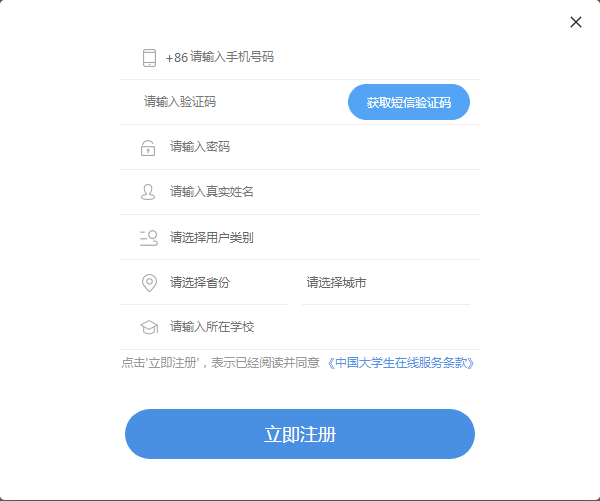 +86 请输入手机号码
请输入验证码 获取短信验证码
请输入密码
请输入真实姓名
请选择用户类别
请选择省份 请选择城市
请输入所在学校
点击'立即注册'，表示已经阅读并同意 《中国大学生在线服务条款》
立即注册